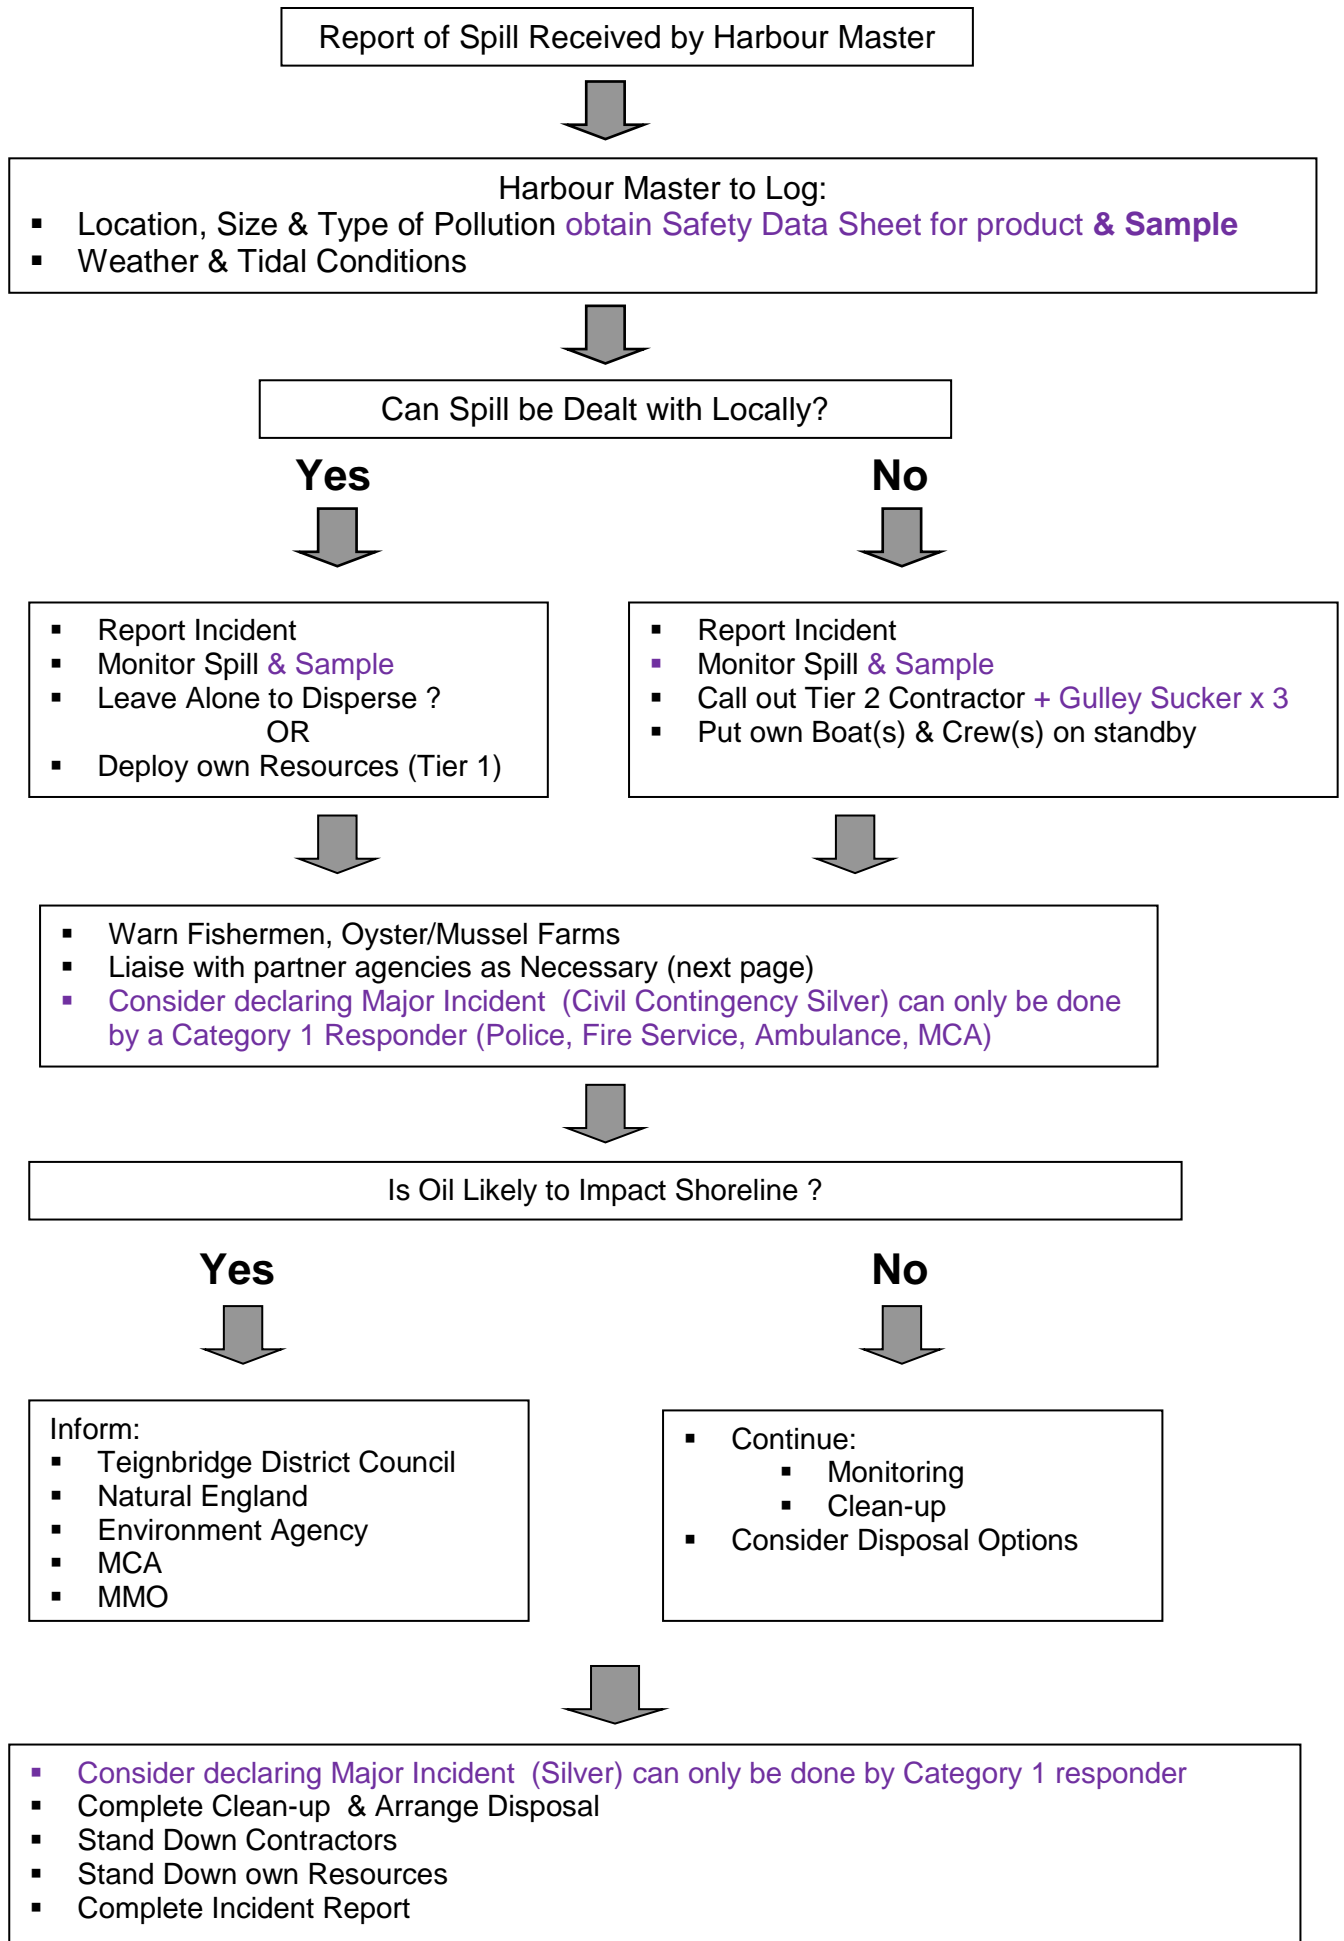 Report of Spill Received by Harbour Master
Harbour Master to Log:
▪ Location, Size & Type of Pollution obtain Safety Data Sheet for product & Sample
▪ Weather & Tidal Conditions
Can Spill be Dealt with Locally?
Yes
No
▪ Report Incident
▪ Monitor Spill & Sample
▪ Leave Alone to Disperse ?
OR
▪ Deploy own Resources (Tier 1)
▪ Report Incident
▪ Monitor Spill & Sample
▪ Call out Tier 2 Contractor + Gulley Sucker x 3
▪ Put own Boat(s) & Crew(s) on standby
▪ Warn Fishermen, Oyster/Mussel Farms
▪ Liaise with partner agencies as Necessary (next page)
▪ Consider declaring Major Incident (Civil Contingency Silver) can only be done
by a Category 1 Responder (Police, Fire Service, Ambulance, MCA)
Is Oil Likely to Impact Shoreline ?
Yes
No
Inform:
▪ Teignbridge District Council
▪ Natural England
▪ Environment Agency
▪ MCA
▪ MMO
▪ Continue:
▪ Monitoring
▪ Clean-up
▪ Consider Disposal Options
▪ Consider declaring Major Incident (Silver) can only be done by Category 1 responder
▪ Complete Clean-up & Arrange Disposal
▪ Stand Down Contractors
▪ Stand Down own Resources
▪ Complete Incident Report